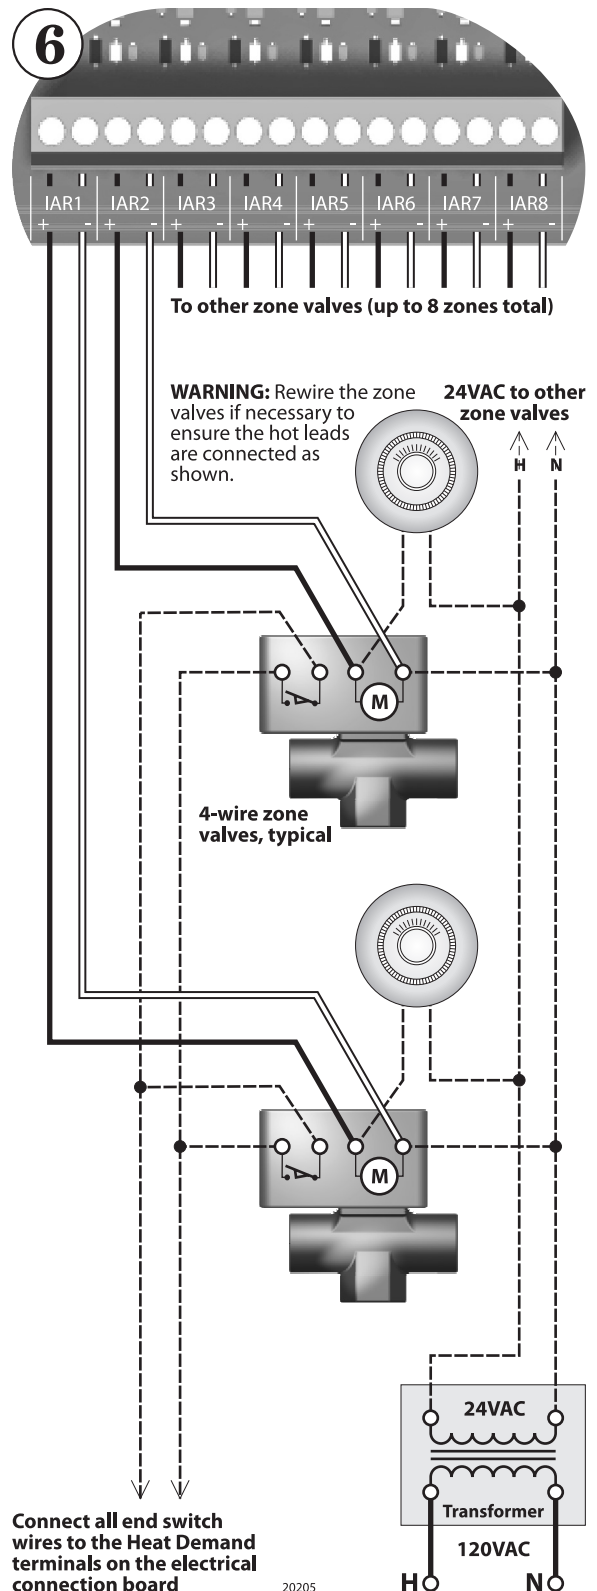 6
IAR1 IAR2 IAR3 IAR4 IAR5 IAR6 IAR7 IAR8
+ - + - + - + - + - + - + - + -
To other zone valves (up to 8 zones total)
WARNING: Rewire the zone
valves if necessary to
ensure the hot leads
are connected as
shown.
24VAC to other
zone valves
H N
M
4-wire zone
valves, typical
M
24VAC
Transformer
120VAC
H N
Connect all end switch
wires to the Heat Demand
terminals on the electrical
connection board
20205